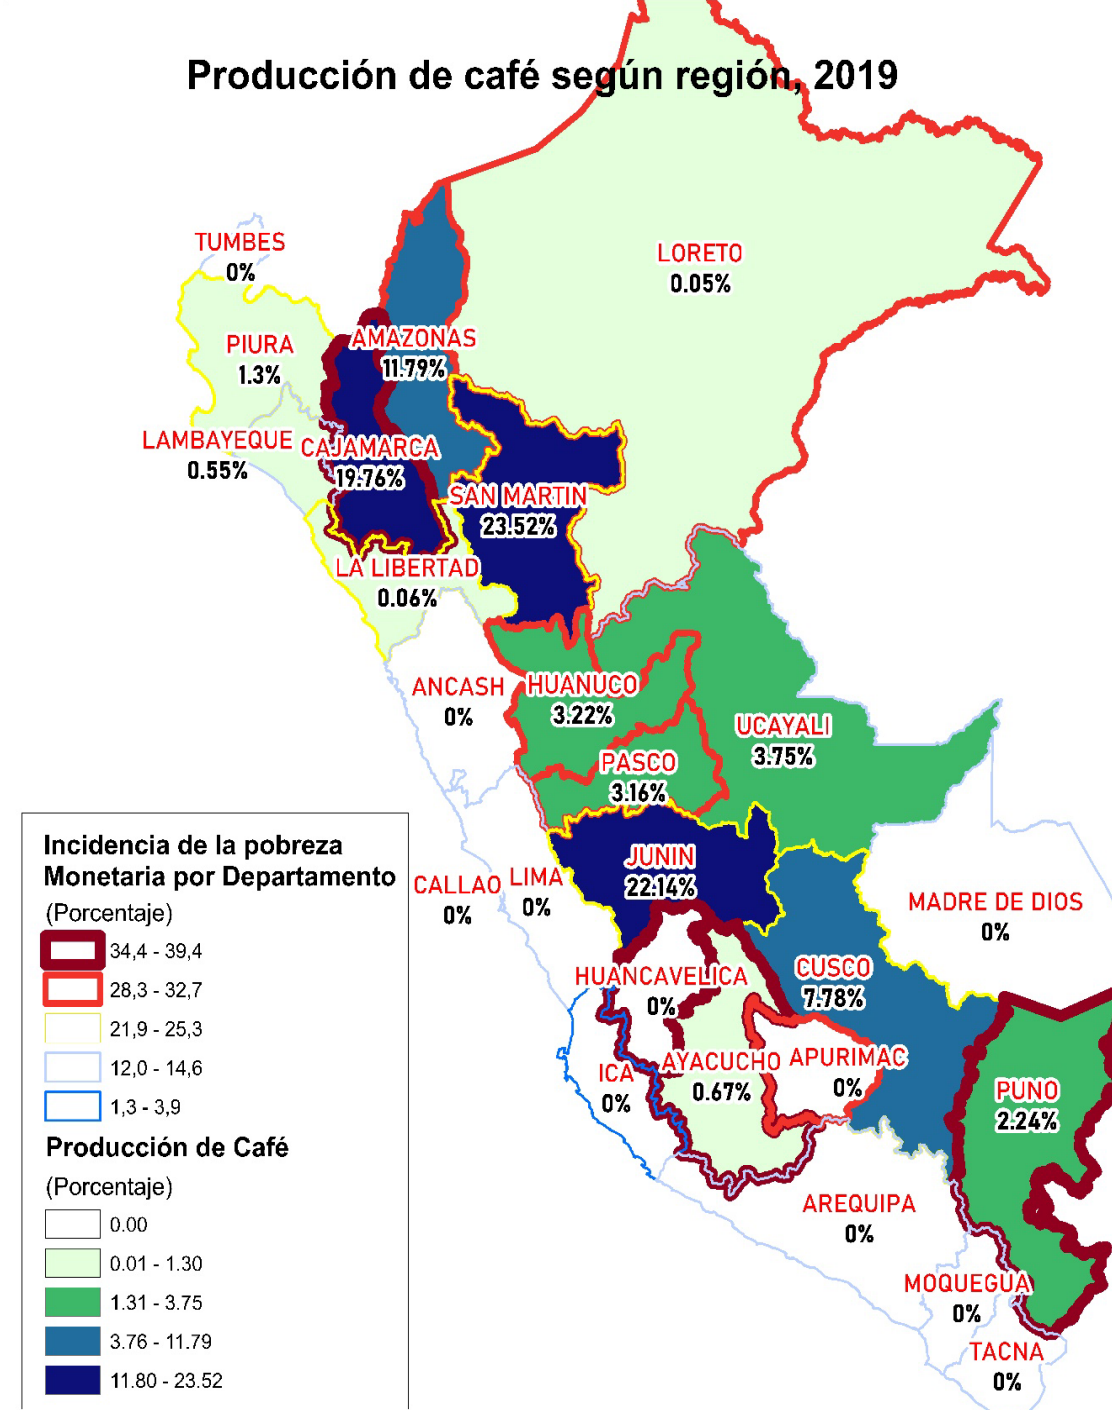 Producción de café según región, 2019
TUMBES
0%
LORETO
0.05%
PIURA
1.3%
AMAZONAS
11.79%
LAMBAYEQUE
0.55%
CAJAMARCA
19.76%
SAN MARTIN
23.52%
LA LIBERTAD
0.06%
ANCASH
0%
HUANUCO
3.22%
UCAYALI
3.75%
PASCO
3.16%
JUNIN
22.14%
CALLAO
0%
LIMA
0%
MADRE DE DIOS
0%
HUANCAVELICA
0%
CUSCO
7.78%
ICA
0%
AYACUCHO
0.67%
APURIMAC
0%
PUNO
2.24%
AREQUIPA
0%
MOQUEGUA
0%
TACNA
0%
Incidencia de la pobreza
Monetaria por Departamento
(Porcentaje)
34,4 - 39,4
28,3 - 32,7
21,9 - 25,3
12,0 - 14,6
1,3 - 3,9
Producción de Café
(Porcentaje)
0.00
0.01 - 1.30
1.31 - 3.75
3.76 - 11.79
11.80 - 23.52